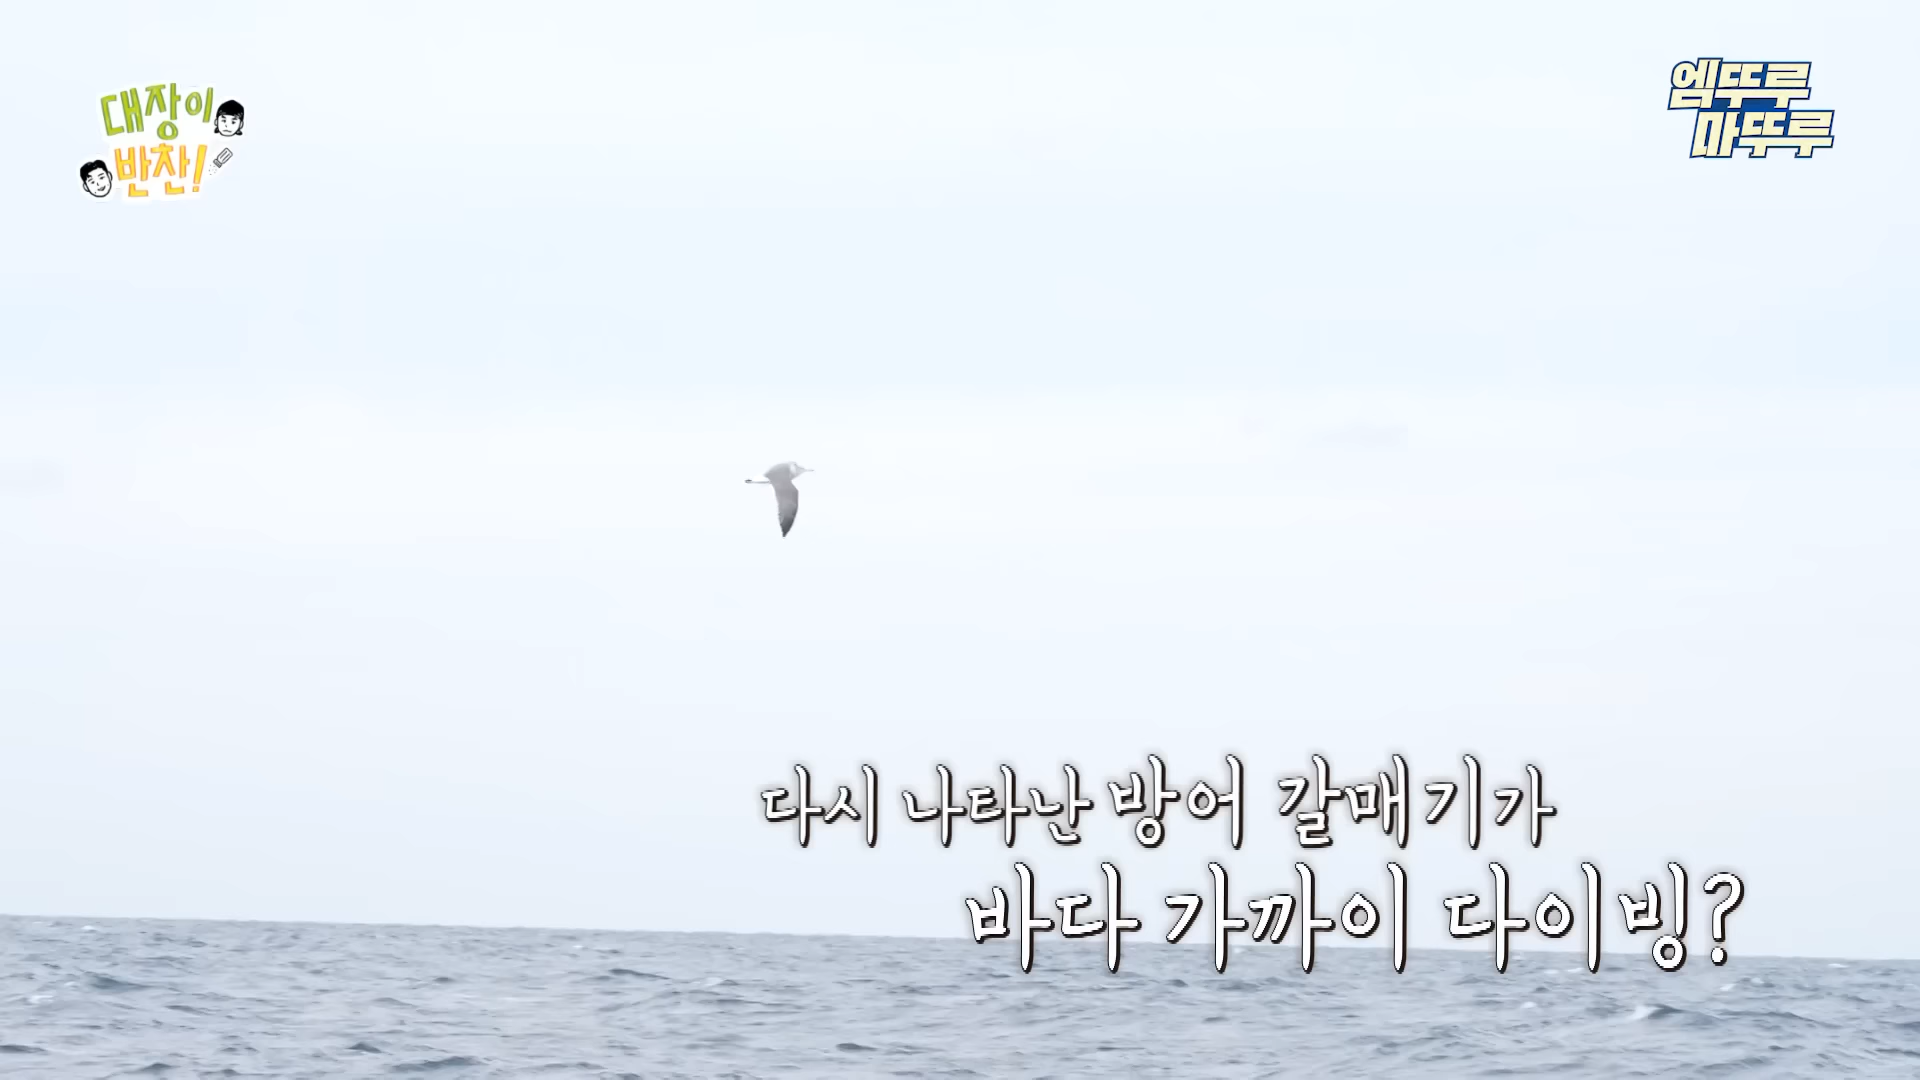 대장이
반찬!
엠뚜루
마뚜루
다시 나타난 방어 갈매기가
바다 가까이 다이빙?